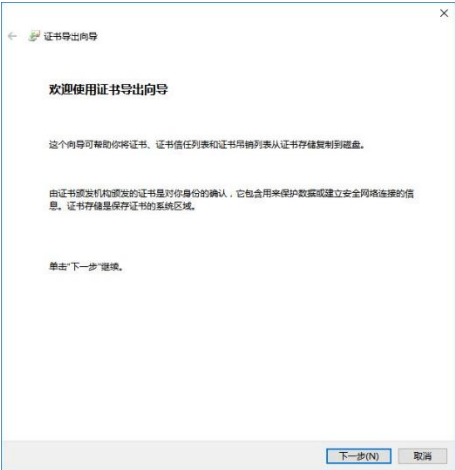 证书导出向导
欢迎使用证书导出向导
这个向导可帮助你将证书、证书信任列表和证书吊销列表从证书存储复制到磁盘。
由证书颁发机构颁发的证书是对你身份的确认，它包含用来保护数据或建立安全网络连接的信
息。证书存储是保存证书的系统区域。
单击"下一步"继续。
下一步(N) 取消